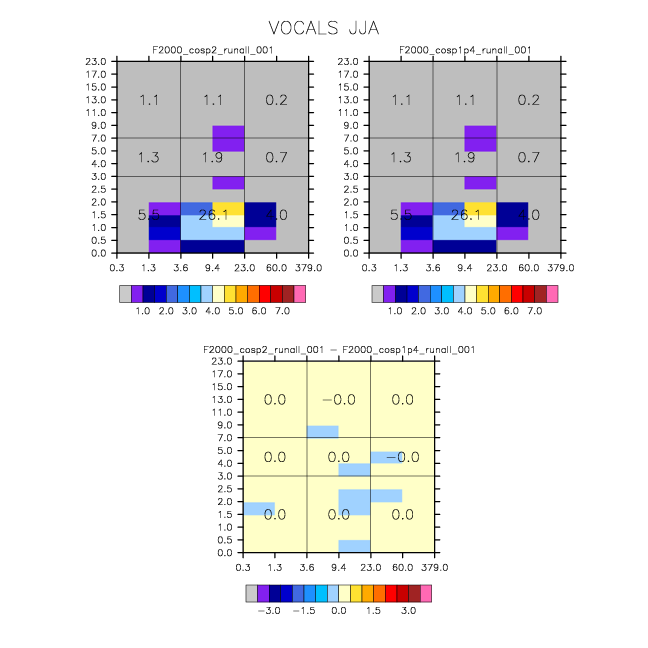 VOCALS JJA
F2000_cosp2_runall_001 F2000_cosp1p4_runall_001
23.0 23.0
17.0 17.0
15.0 15.0
13.0 1.1 1.1 0.2 13.0 1.1 1.1 0.2
11.0 11.0
9.0 9.0
7.0 7.0
5.0 5.0
4.0 1.3 1.9 0.7 4.0 1.3 1.9 0.7
3.0 3.0
2.5 2.5
2.0 2.0
1.5 5.5 26.1 4.0 1.5 5.5 26.1 4.0
1.0 1.0
0.5 0.5
0.0 0.0
0.3 1.3 3.6 9.4 23.0 60.0 379.0 0.3 1.3 3.6 9.4 23.0 60.0 379.0
1.0 2.0 3.0 4.0 5.0 6.0 7.0 1.0 2.0 3.0 4.0 5.0 6.0 7.0
F2000_cosp2_runall_001 − F2000_cosp1p4_runall_001
23.0
17.0
15.0
13.0 0.0 −0.0 0.0
11.0
9.0
7.0
5.0
4.0 0.0 0.0 −0.0
3.0
2.5
2.0
1.5 0.0 0.0 0.0
1.0
0.5
0.0
0.3 1.3 3.6 9.4 23.0 60.0 379.0
−3.0 −1.5 0.0 1.5 3.0